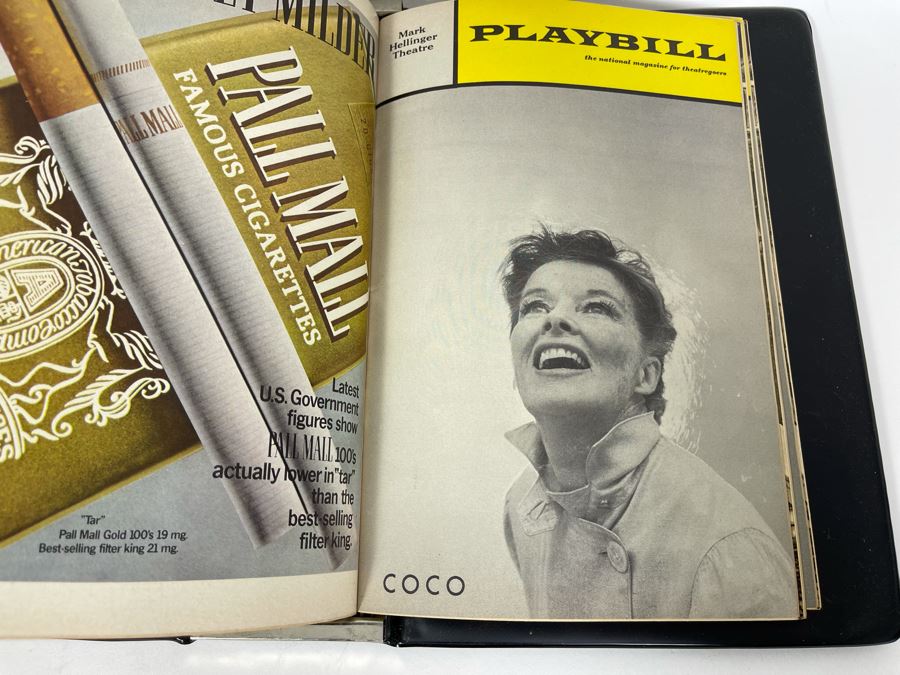 MILDER
PALL MALL
FAMOUS CIGARETTES
PALL MALL
American Tobacco
Latest
U.S. Government
figures show
PALL MALL 100's
actually lower in "tar"
than the
best-selling
filter king.
"Tar"
Pall Mall Gold 100's 19 mg.
Best-selling filter king 21 mg.
Mark
Hellinger
Theatre
PLAYBILL
the national magazine for theatregoers
COCO